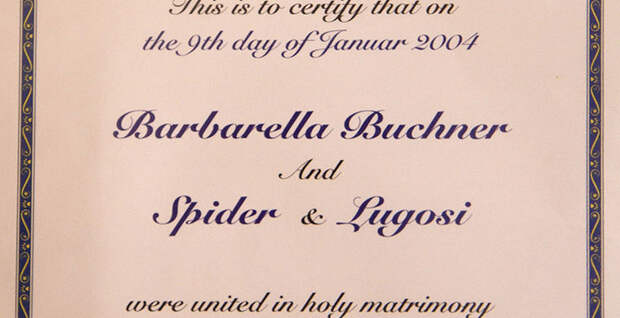 This is to certify that on
the 9th day of Januar 2004
Barbarella Buchner
And
Spider & Lugosi
were united in holy matrimony